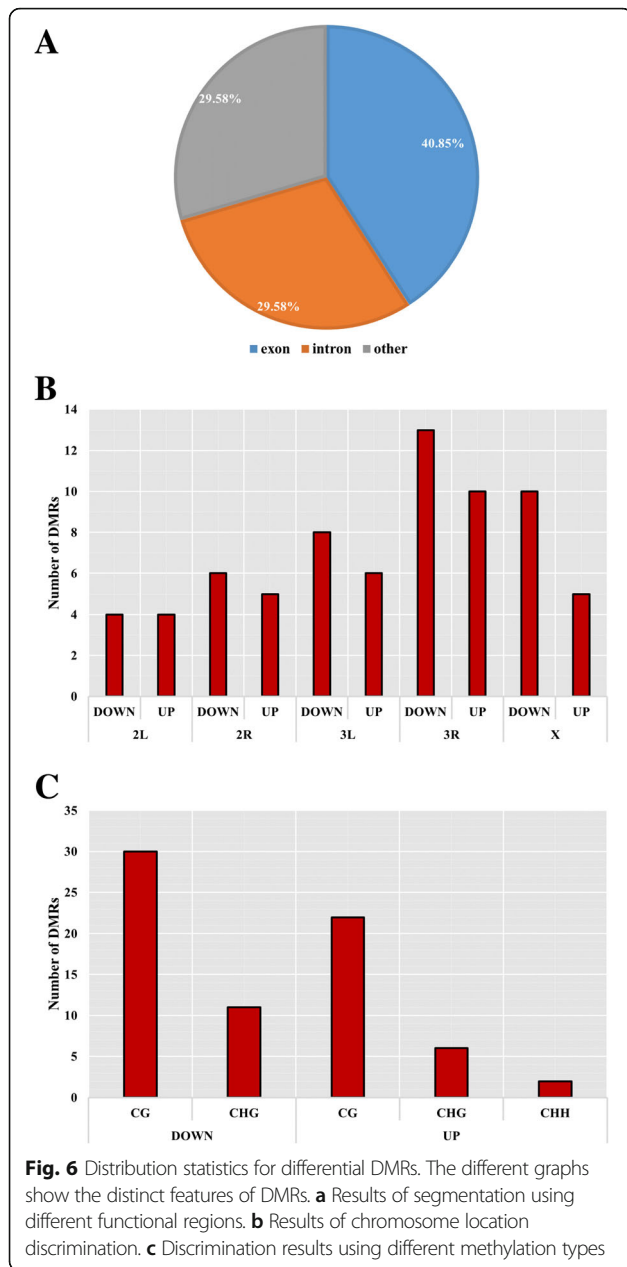 A
29.58%
40.85%
29.58%
exon intron other
B
14
12
10
8
6
4
2
0
Number of DMRs
DOWN UP DOWN UP DOWN UP DOWN UP DOWN UP
2L 2R 3L 3R X
C
35
30
25
20
15
10
5
0
Number of DMRs
CG CHG CG CHG CHH
DOWN UP
Fig. 6 Distribution statistics for differential DMRs. The different graphs
show the distinct features of DMRs. a Results of segmentation using
different functional regions. b Results of chromosome location
discrimination. c Discrimination results using different methylation types